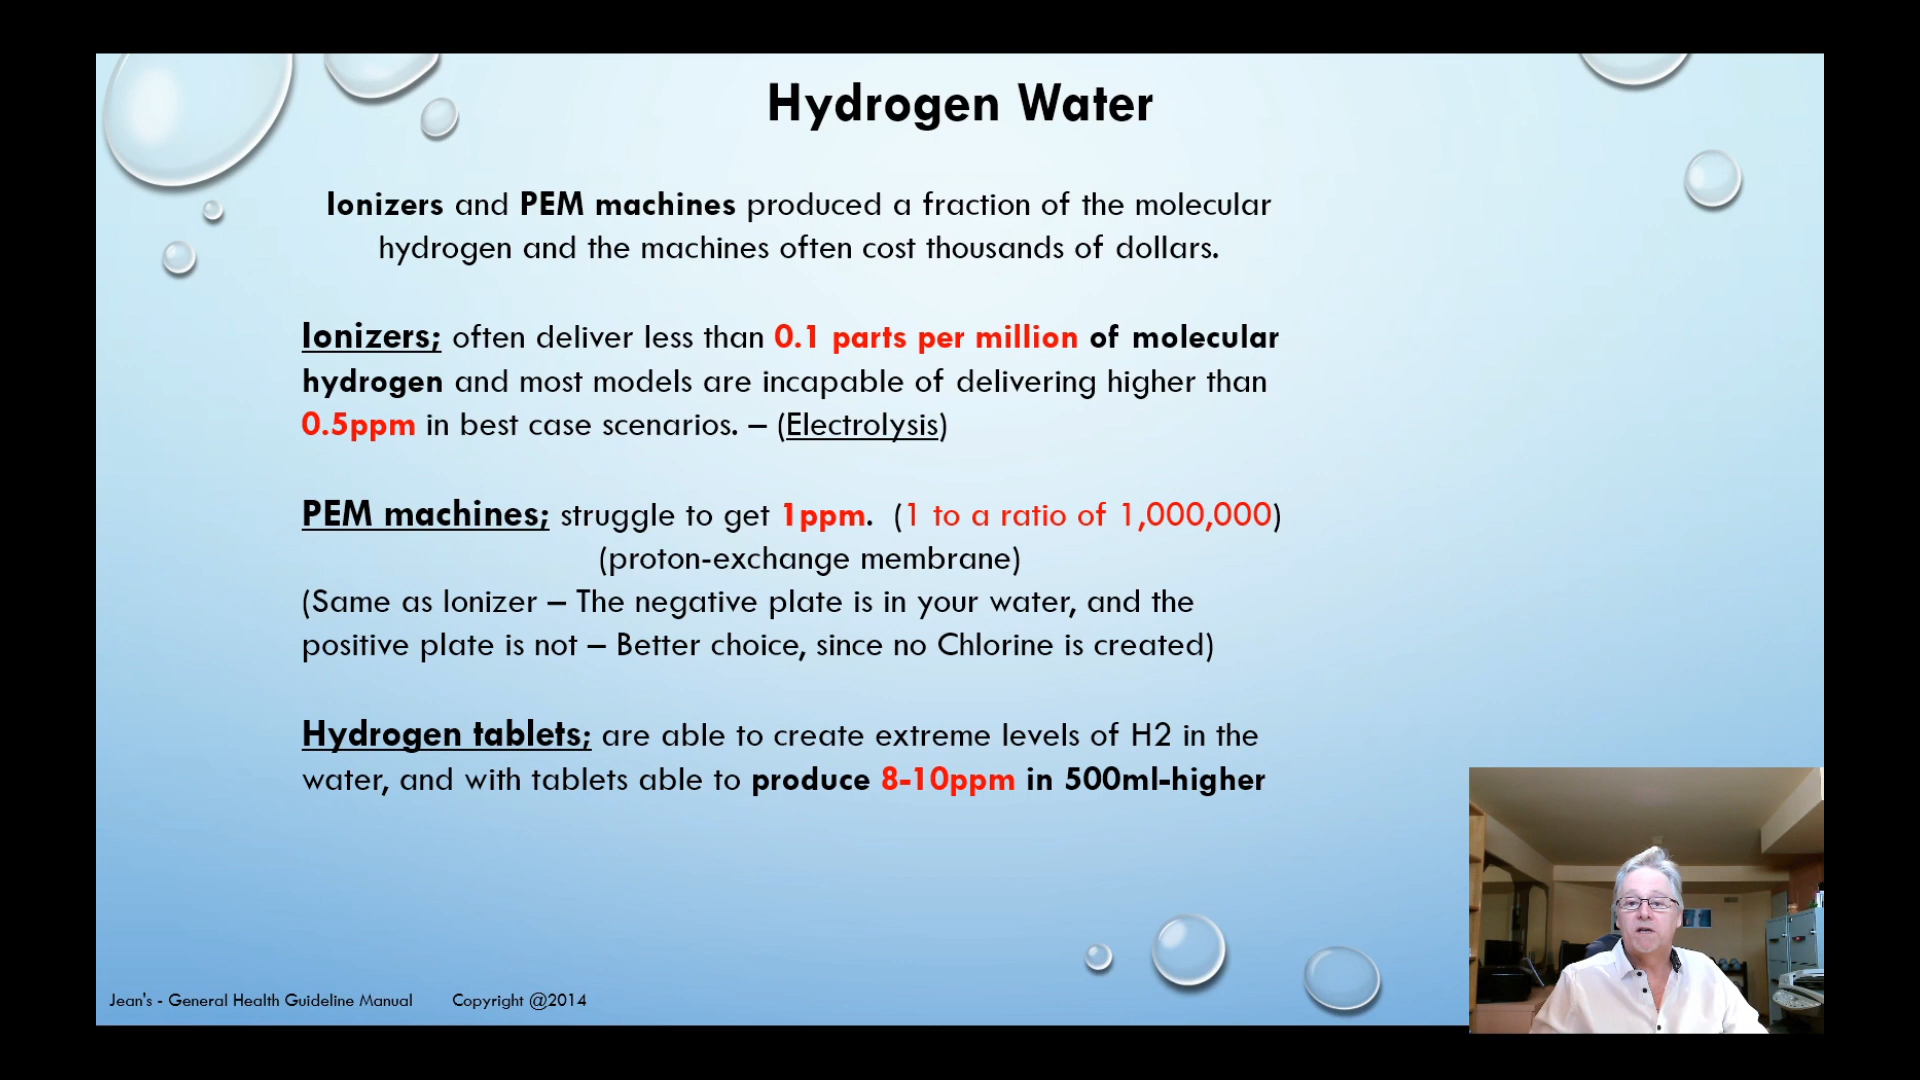 Hydrogen Water
Ionizers and PEM machines produced a fraction of the molecular
hydrogen and the machines often cost thousands of dollars.
Ionizers; often deliver less than 0.1 parts per million of molecular
hydrogen and most models are incapable of delivering higher than
0.5ppm in best case scenarios. – (Electrolysis)
PEM machines; struggle to get 1ppm. (1 to a ratio of 1,000,000)
(proton-exchange membrane)
(Same as Ionizer – The negative plate is in your water, and the
positive plate is not – Better choice, since no Chlorine is created)
Hydrogen tablets; are able to create extreme levels of H2 in the
water, and with tablets able to produce 8-10ppm in 500ml-higher
Jean's - General Health Guideline Manual Copyright @2014